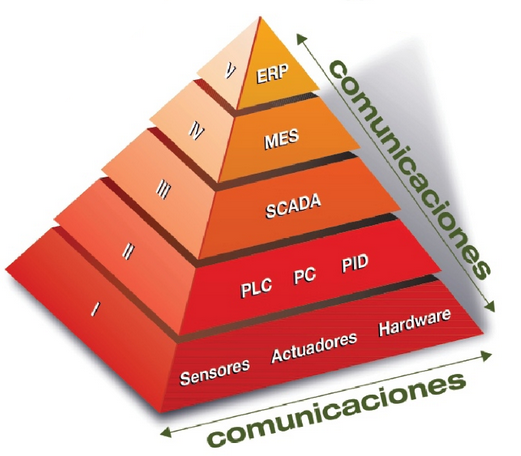 V ERP
IV MES
III SCADA
II PLC PC PID
I Sensores Actuadores Hardware
comunicaciones
comunicaciones